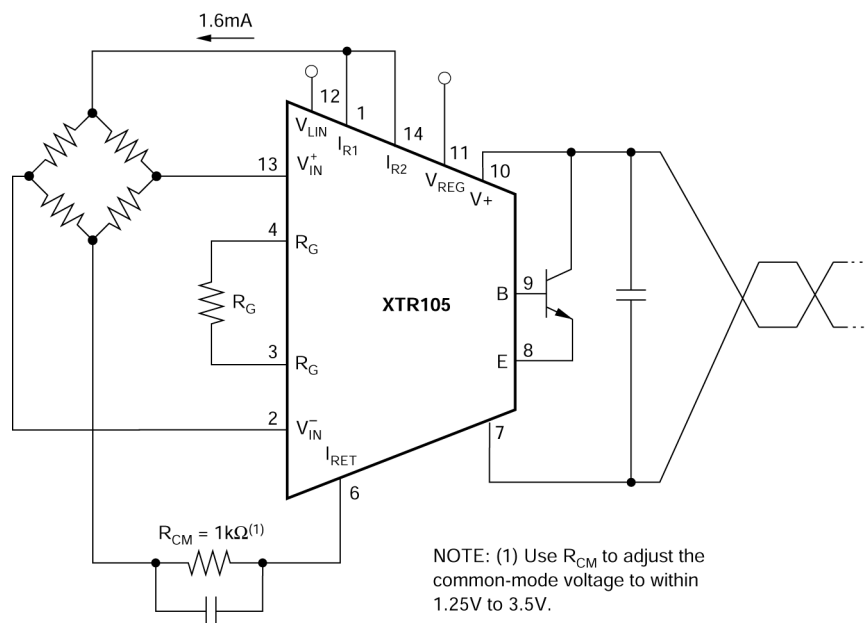 1.6mA
12
1
14
11
10
V_LIN
I_R1
I_R2
V_REG
V+
13
V⁺_IN
4
R_G
R_G
XTR105
B
9
E
8
3
R_G
2
V⁻_IN
I_RET
7
6
R_CM = 1kΩ⁽¹⁾
NOTE: (1) Use R_CM to adjust the
common-mode voltage to within
1.25V to 3.5V.